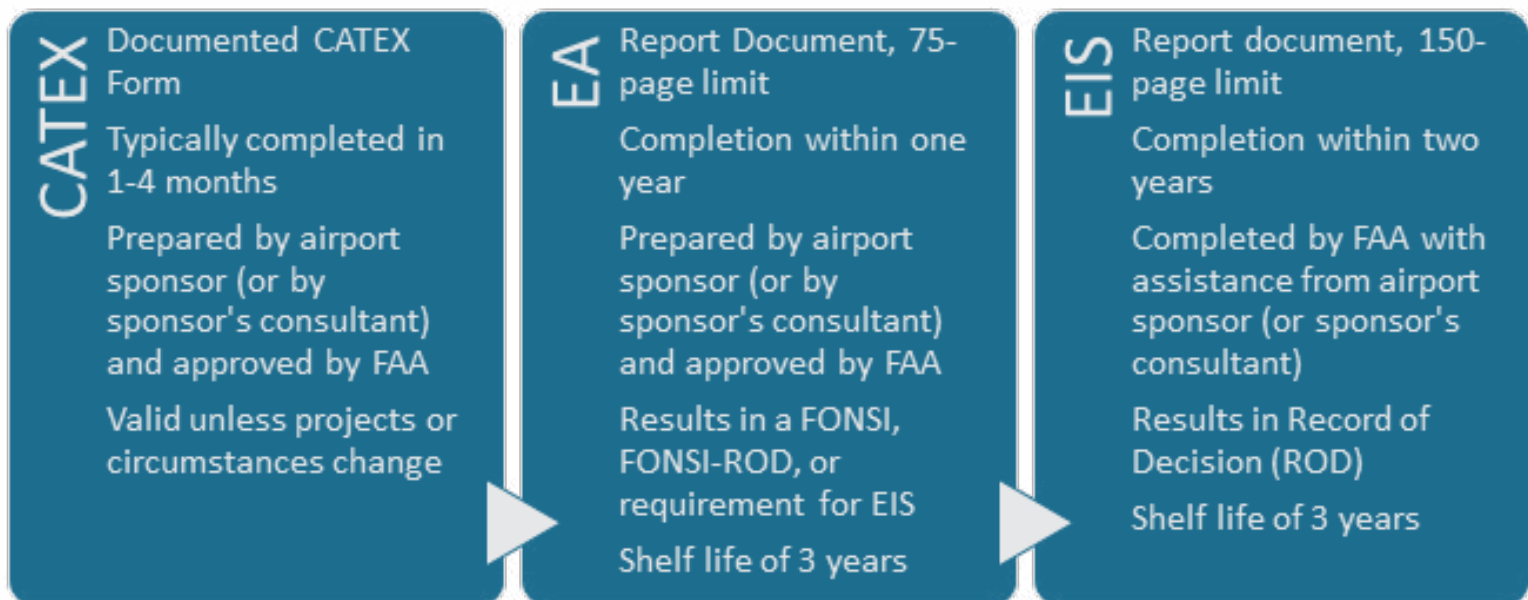 CATEX
Documented CATEX
Form
Typically completed in
1-4 months
Prepared by airport
sponsor (or by
sponsor's consultant)
and approved by FAA
Valid unless projects or
circumstances change
EA
Report Document, 75-
page limit
Completion within one
year
Prepared by airport
sponsor (or by
sponsor's consultant)
and approved by FAA
Results in a FONSI,
FONSI-ROD, or
requirement for EIS
Shelf life of 3 years
EIS
Report document, 150-
page limit
Completion within two
years
Completed by FAA with
assistance from airport
sponsor (or sponsor's
consultant)
Results in Record of
Decision (ROD)
Shelf life of 3 years